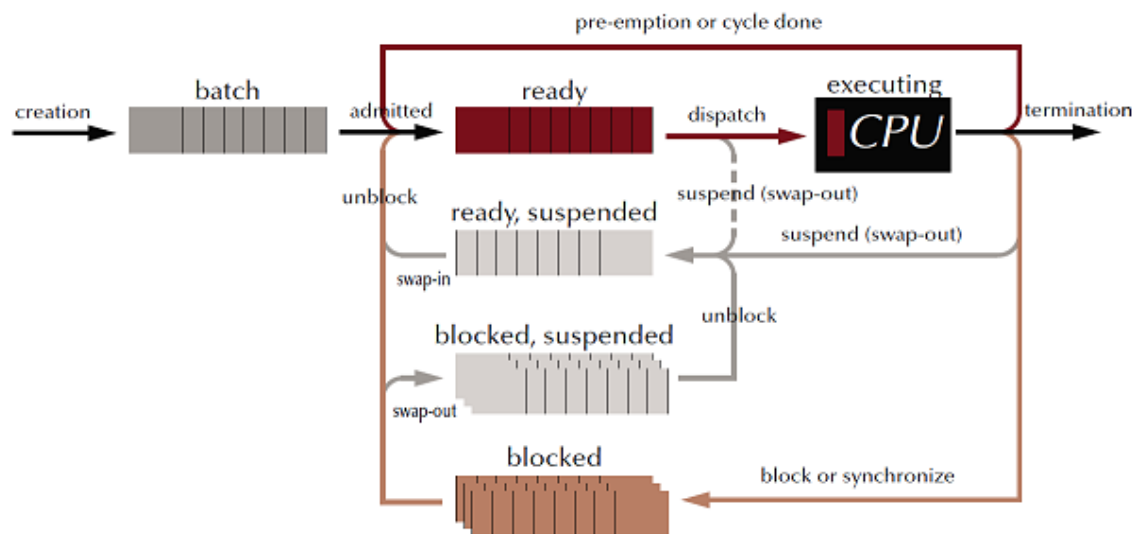 pre-emption or cycle done
creation
batch
admitted
ready
dispatch
executing
CPU
termination
unblock
suspend (swap-out)
ready, suspended
suspend (swap-out)
swap-in
unblock
blocked, suspended
swap-out
blocked
block or synchronize